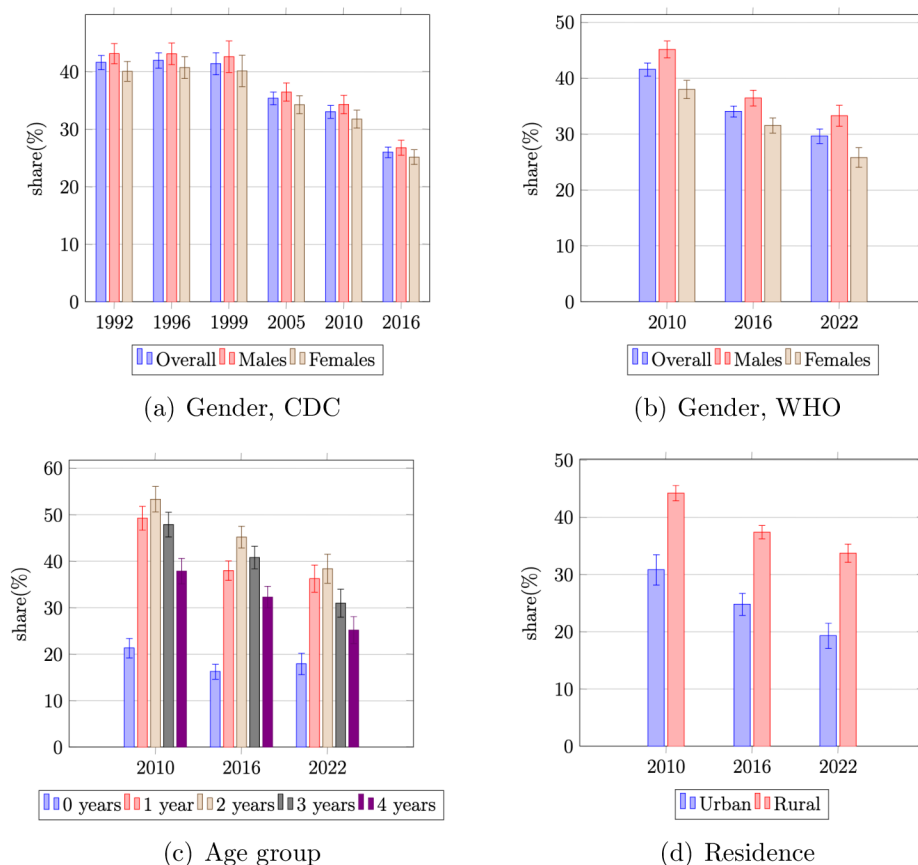 share(%)
40
30
20
10
0
1992 1996 1999 2005 2010 2016
Overall Males Females
(a) Gender, CDC
share(%)
50
40
30
20
10
0
2010 2016 2022
Overall Males Females
(b) Gender, WHO
share(%)
60
50
40
30
20
10
0
2010 2016 2022
0 years 1 year 2 years 3 years 4 years
(c) Age group
share(%)
50
40
30
20
10
0
2010 2016 2022
Urban Rural
(d) Residence